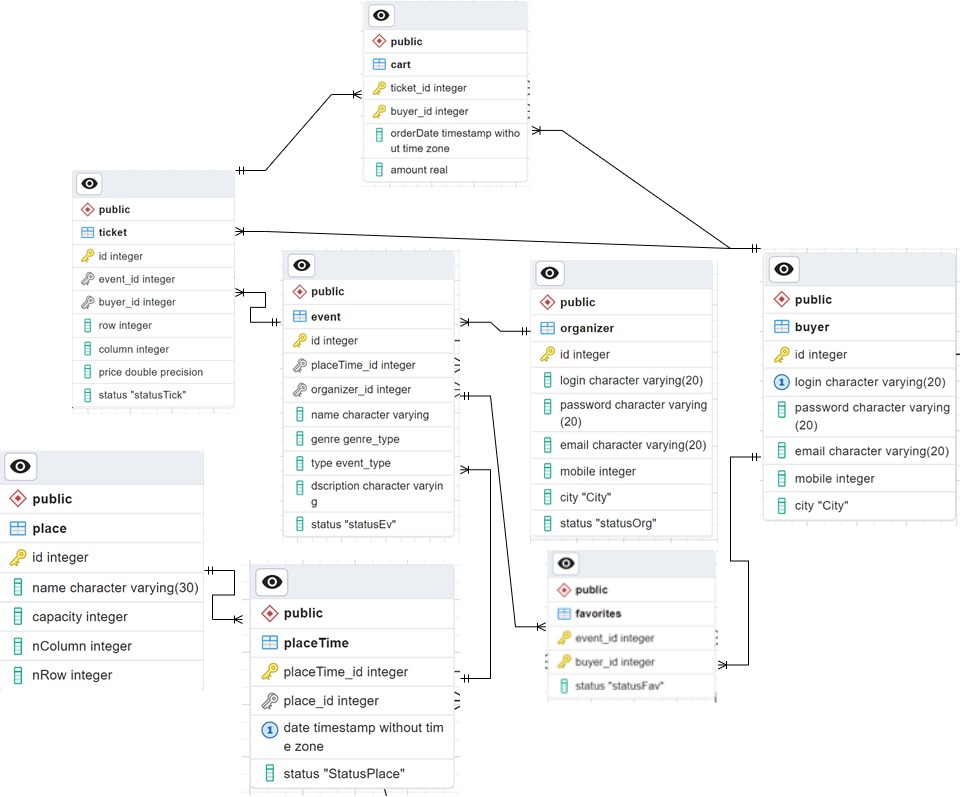 public
cart
ticket_id integer
buyer_id integer
orderDate timestamp witho
ut time zone
amount real
public
ticket
id integer
event_id integer
buyer_id integer
row integer
column integer
price double precision
status "statusTick"
public
event
id integer
placeTime_id integer
organizer_id integer
name character varying
genre genre_type
type event_type
dscription character varyin
g
status "statusEv"
public
organizer
id integer
login character varying(20)
password character varying
(20)
email character varying(20)
mobile integer
city "City"
status "statusOrg"
public
buyer
id integer
1 login character varying(20)
password character varying
(20)
email character varying(20)
mobile integer
city "City"
public
place
id integer
name character varying(30)
capacity integer
nColumn integer
nRow integer
public
placeTime
placeTime_id integer
place_id integer
1 date timestamp without tim
e zone
status "StatusPlace"
public
favorites
event_id integer
buyer_id integer
status "statusFav"